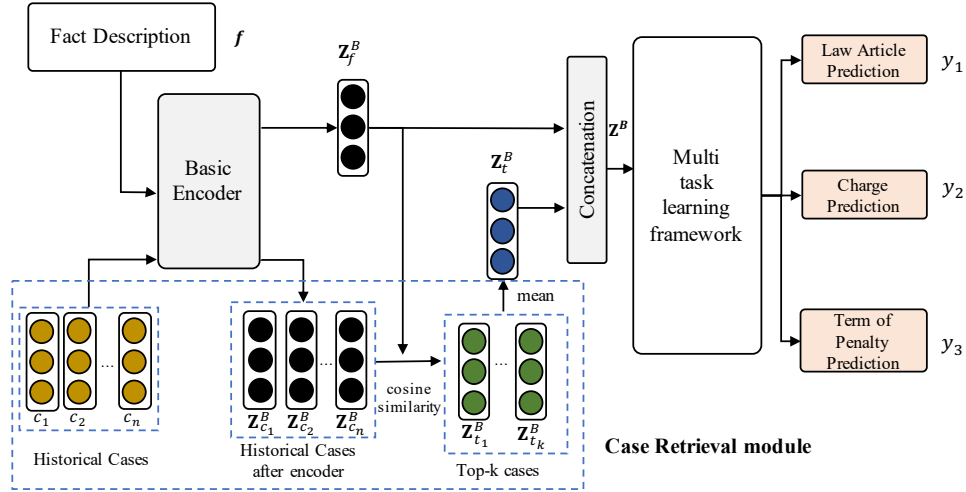 Fact Description
f
Z_f^B
Basic
Encoder
Z_t^B
Concatenation
Z^B
Multi
task
learning
framework
Law Article
Prediction
y_1
Charge
Prediction
y_2
Term of
Penalty
Prediction
y_3
mean
cosine
similarity
...
c_1
c_2
c_n
Historical Cases
...
Z_{c_1}^B
Z_{c_2}^B
Z_{c_n}^B
Historical Cases
after encoder
...
Z_{t_1}^B
Z_{t_k}^B
Top-k cases
Case Retrieval module